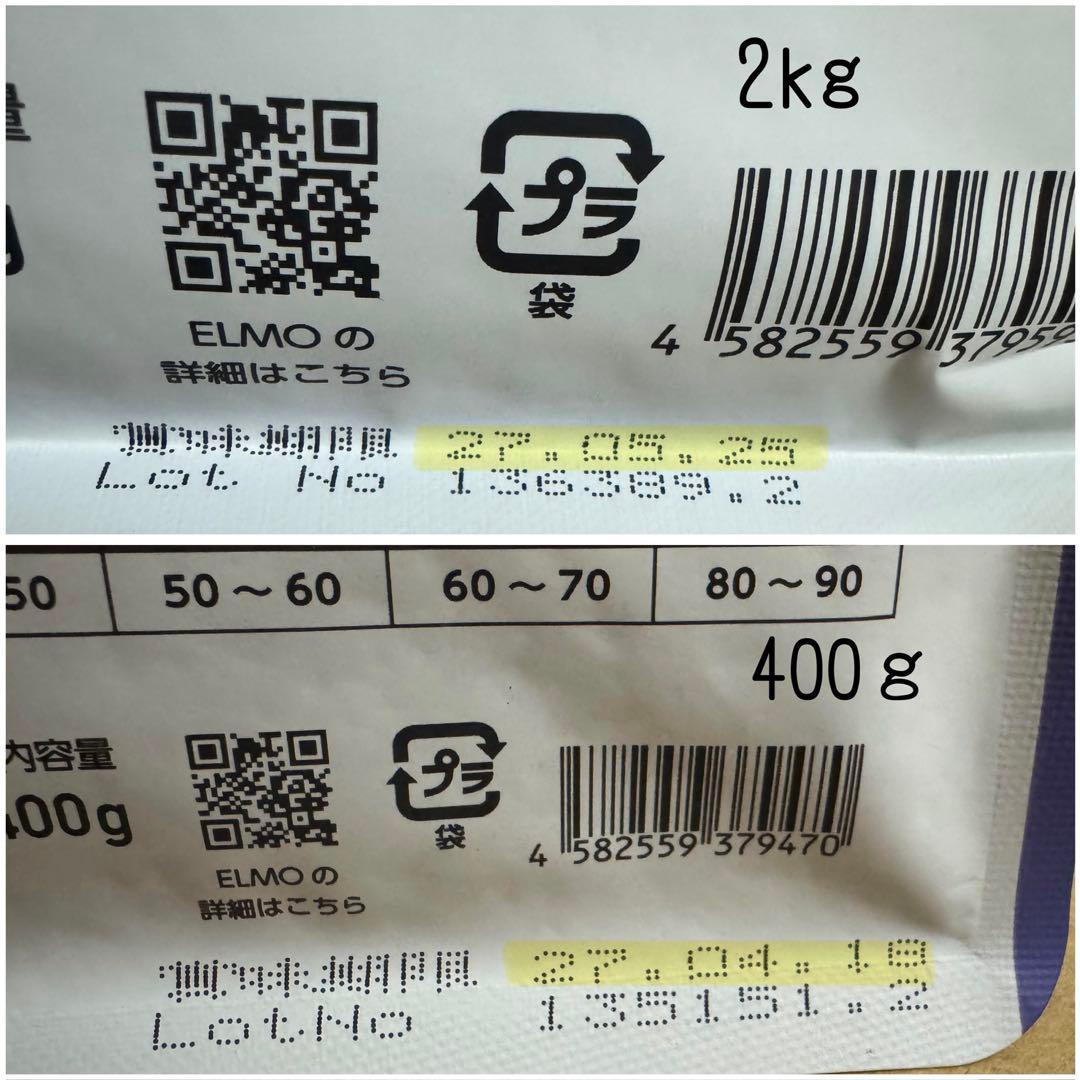 2kg
量
g
プラ
袋
ELMOの
詳細はこちら
4 582559 37959
賞味期限 27.05.25
Lot No 136389.2
50 50～60 60～70 80～90
400g
内容量
400g
プラ
袋
ELMOの
詳細はこちら
4 582559 379470
賞味期限 27.04.18
LotNo 135151.2